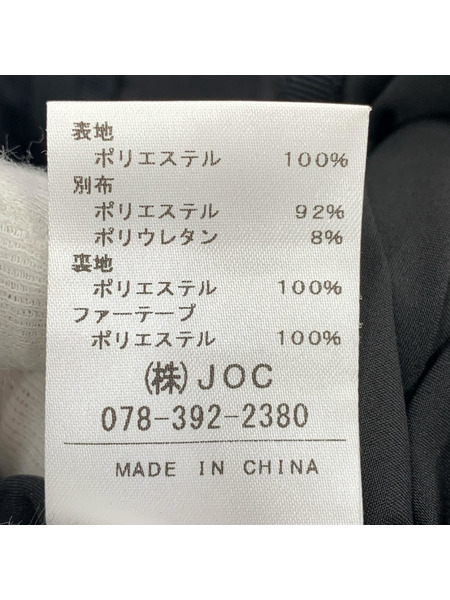 表地
ポリエステル 100%
別布
ポリエステル 92%
ポリウレタン 8%
裏地
ポリエステル 100%
ファーテープ
ポリエステル 100%
(株)JOC
078-392-2380
MADE IN CHINA